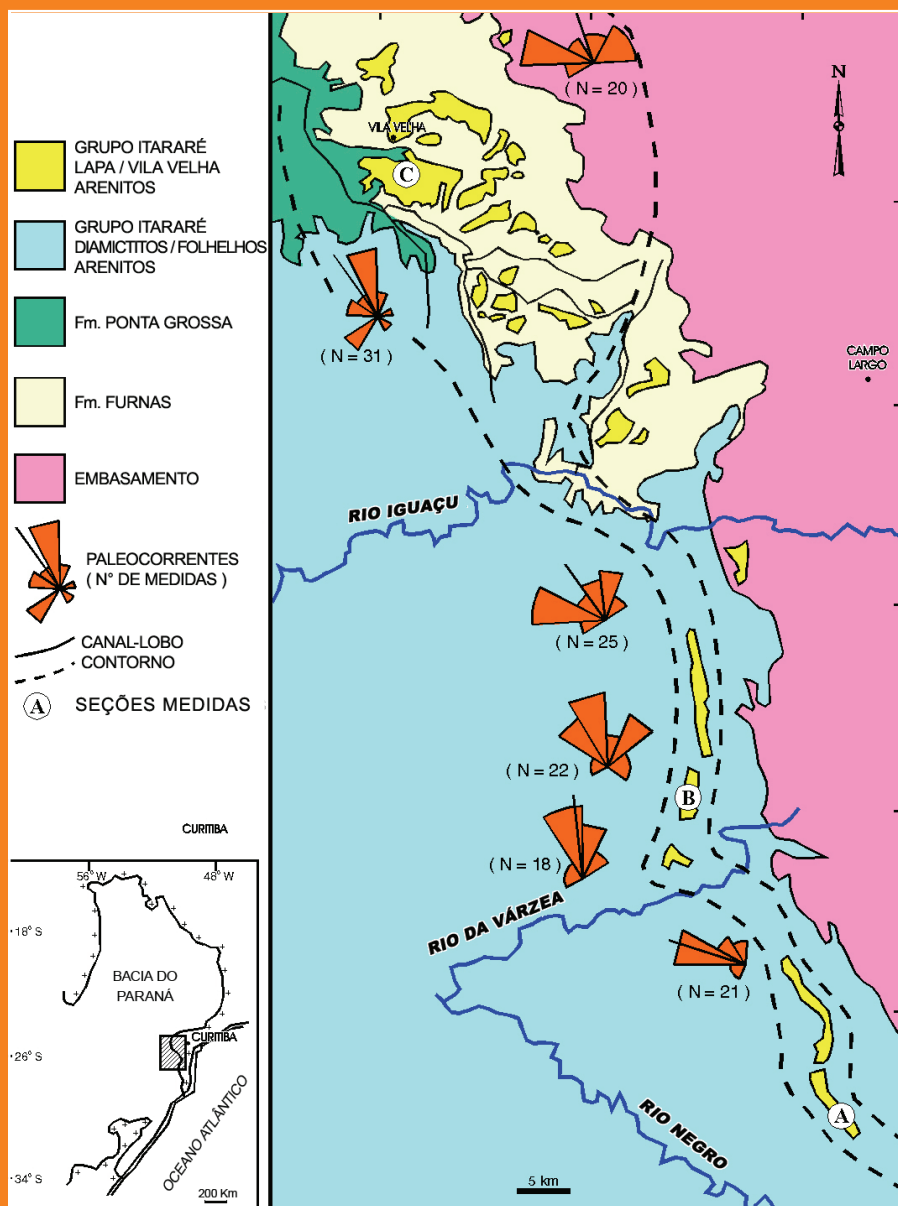 GRUPO ITARARÉ
LAPA / VILA VELHA
ARENITOS
GRUPO ITARARÉ
DIAMICTITOS / FOLHELHOS
ARENITOS
Fm. PONTA GROSSA
Fm. FURNAS
EMBASAMENTO
PALEOCORRENTES
( N° DE MEDIDAS )
CANAL-LOBO
CONTORNO
A SEÇÕES MEDIDAS
CURITIBA
56° W 48° W
18° S
BACIA DO
PARANÁ
CURITIBA
26° S
OCEANO ATLÂNTICO
34° S
200 Km
( N = 20 )
N
VILA VELHA
C
( N = 31 )
CAMPO
LARGO
RIO IGUAÇU
( N = 25 )
( N = 22 )
B
( N = 18 )
RIO DA VÁRZEA
( N = 21 )
RIO NEGRO
A
5 km